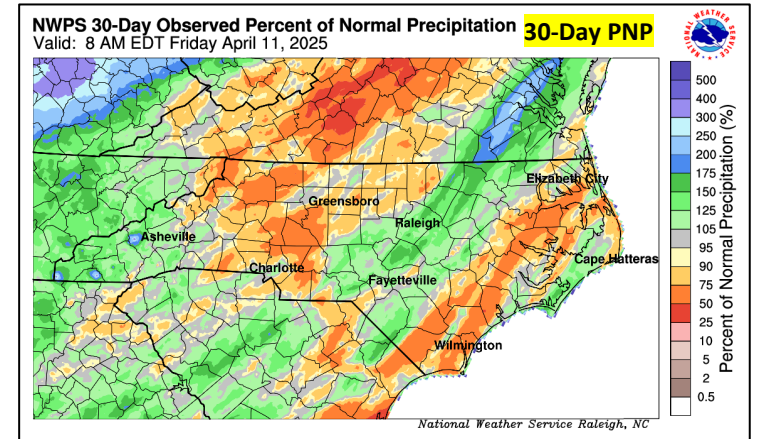 NWPS 30-Day Observed Percent of Normal Precipitation
30-Day PNP
Valid: 8 AM EDT Friday April 11, 2025
NATIONAL WEATHER SERVICE
500
400
300
250
200
175
150
125
105
95
90
75
50
25
10
5
2
0.5
Percent of Normal Precipitation (%)
Elizabeth City
Greensboro
Raleigh
Asheville
Cape Hatteras
Charlotte
Fayetteville
Wilmington
National Weather Service Raleigh, NC